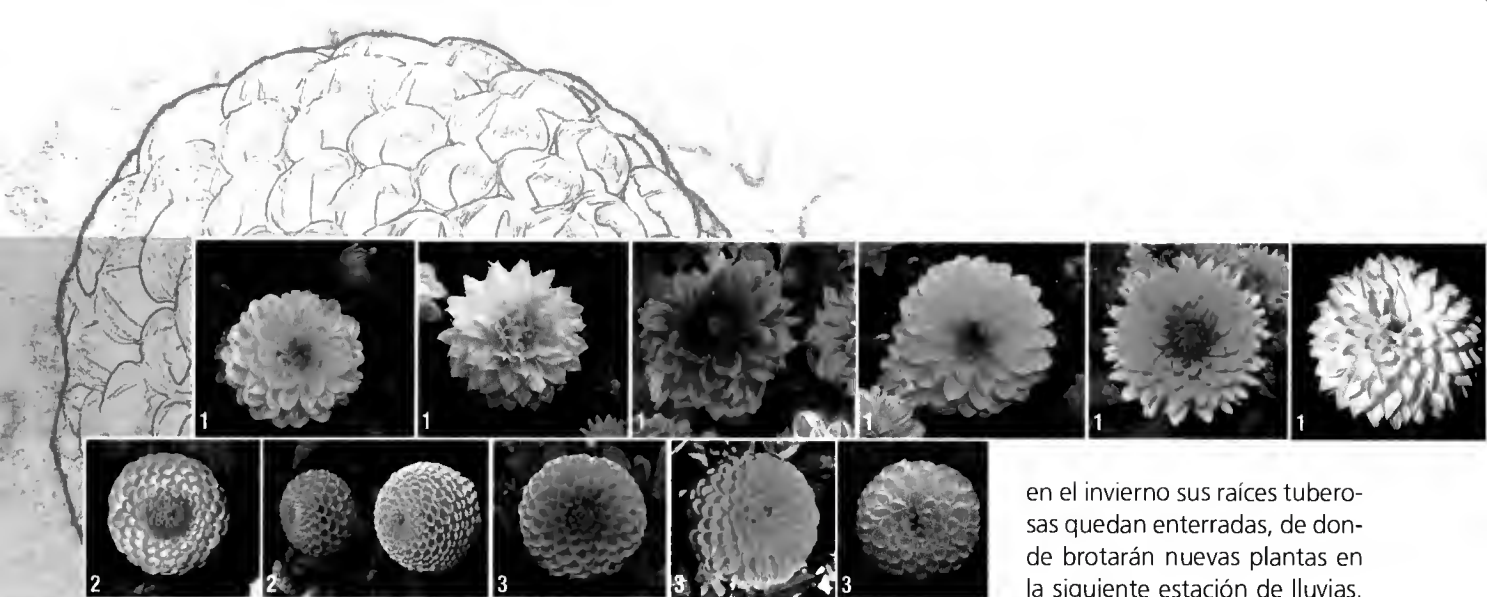 1 1 1 1 1 1
2 2 3 3 3
en el invierno sus raíces tubero-
sas quedan enterradas, de don-
de brotarán nuevas plantas en
la siguiente estación de lluvias.